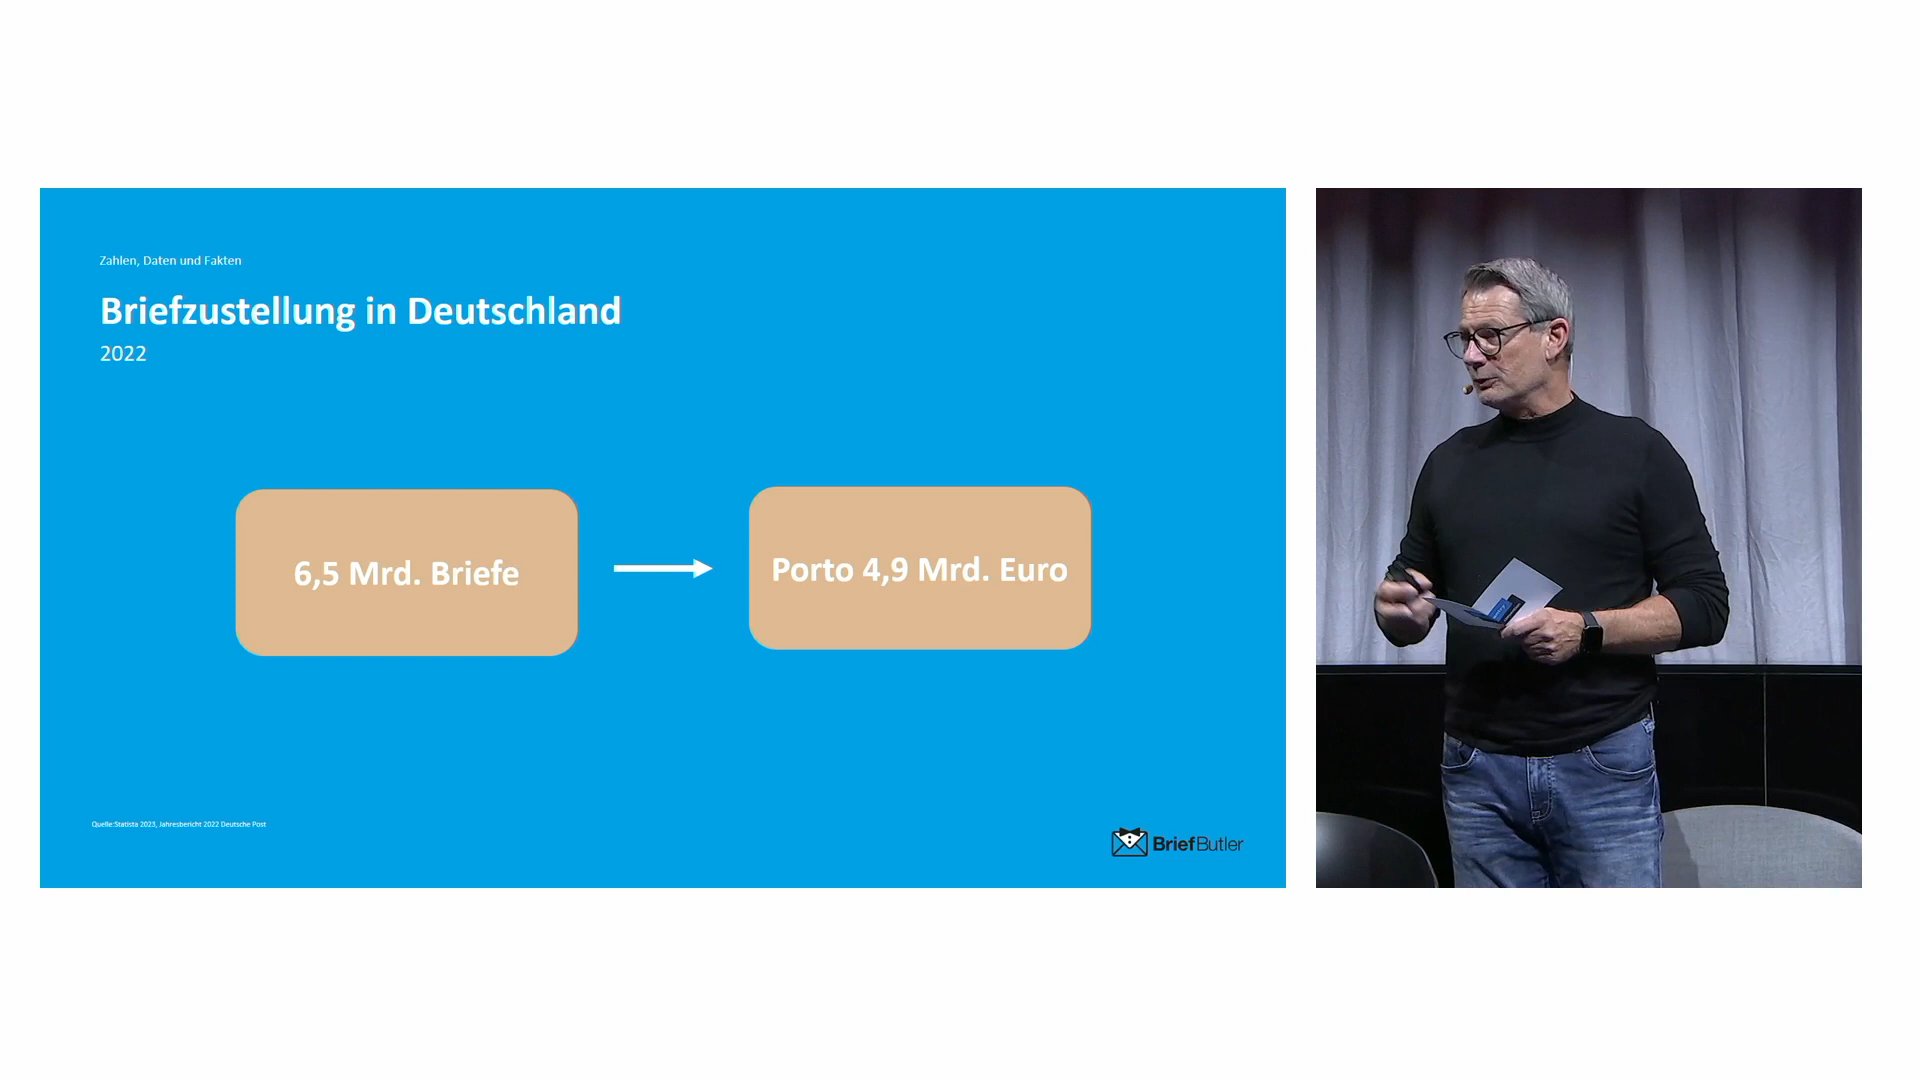 Zahlen, Daten und Fakten
Briefzustellung in Deutschland
2022
6,5 Mrd. Briefe
Porto 4,9 Mrd. Euro
Quelle:Statista 2023, Jahresbericht 2022 Deutsche Post
BriefButler